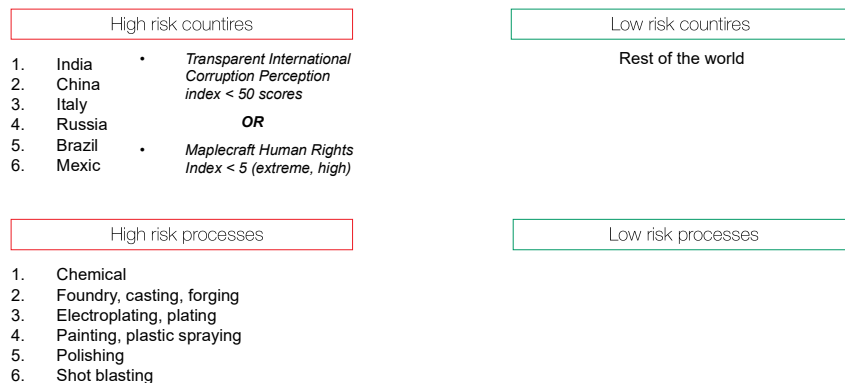 High risk countires
1. India
2. China
3. Italy
4. Russia
5. Brazil
6. Mexic
• Transparent International
Corruption Perception
index < 50 scores
OR
• Maplecraft Human Rights
Index < 5 (extreme, high)
Low risk countires
Rest of the world
High risk processes
1. Chemical
2. Foundry, casting, forging
3. Electroplating, plating
4. Painting, plastic spraying
5. Polishing
6. Shot blasting
Low risk processes